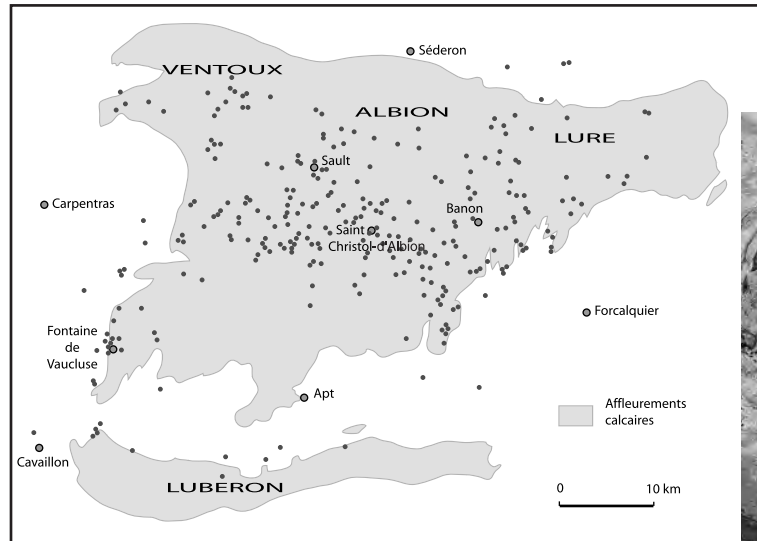 Séderon
VENTOUX
ALBION
LURE
Sault
Carpentras
Banon
Saint
Christol-d'Albion
Forcalquier
Fontaine
de
Vaucluse
Apt
Affleurements
calcaires
Cavaillon
LUBERON
0 10 km